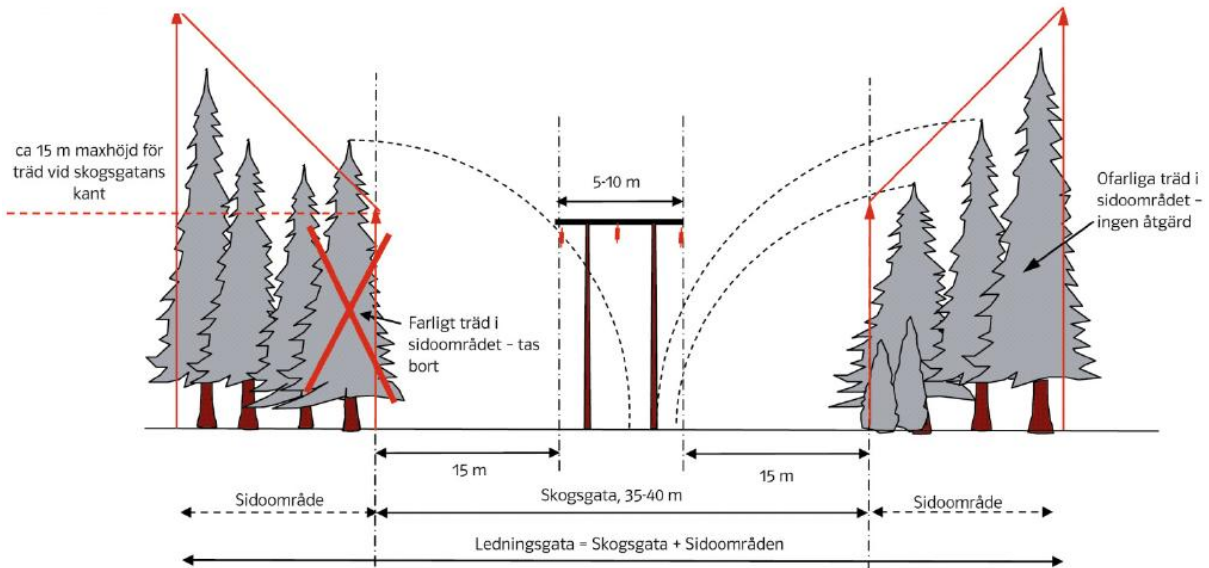 ca 15 m maxhöjd för
träd vid skogsgatans
kant
5-10 m
Ofarliga träd i
sidoområdet –
ingen åtgärd
Farligt träd i
sidoområdet – tas
bort
15 m
15 m
Sidoområde
Skogsgata, 35-40 m
Sidoområde
Ledningsgata = Skogsgata + Sidoområden